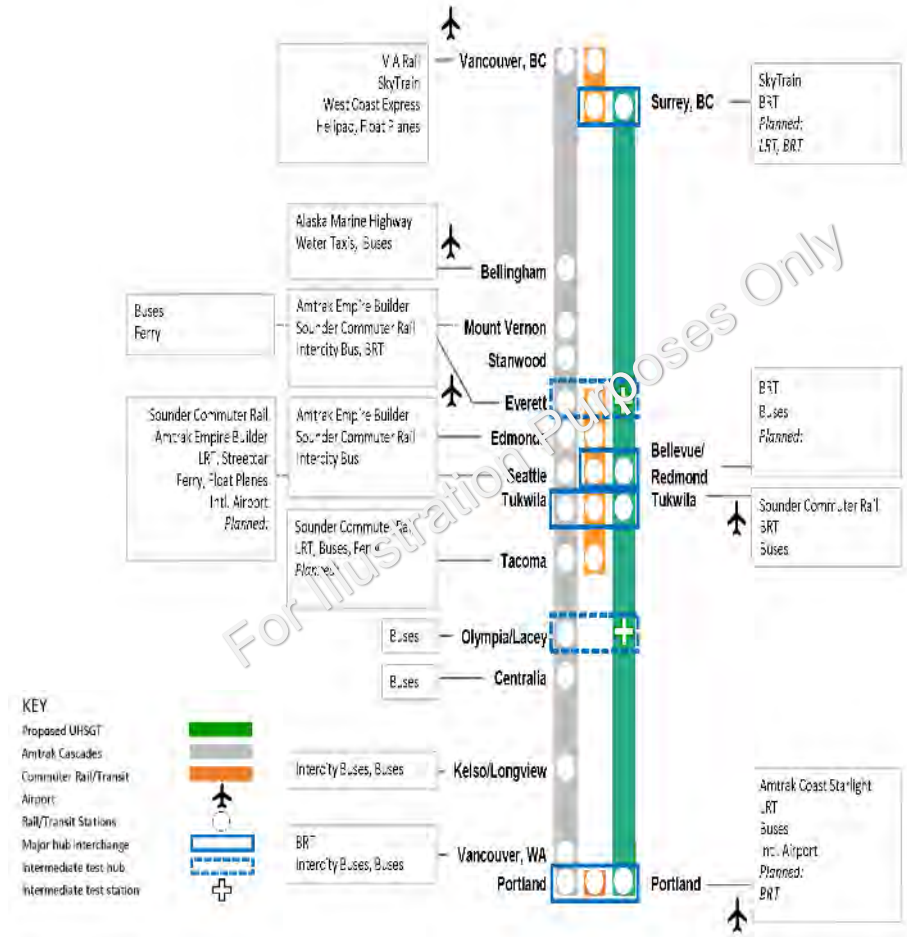 VIA Rail
SkyTrain
West Coast Express
Helipad, Float Planes
Vancouver, BC
Surrey, BC
SkyTrain
BRT
Planned:
LRT, BRT
Alaska Marine Highway
Water Taxis, Buses
Bellingham
Buses
Ferry
Amtrak Empire Builder
Sounder Commuter Rail
Intercity Bus, BRT
Mount Vernon
Stanwood
Everett
Sounder Commuter Rail
Amtrak Empire Builder
LRT, Streetcar
Ferry, Float Planes
Intl. Airport
Planned:
Amtrak Empire Builder
Sounder Commuter Rail
Intercity Bus
Edmonds
Seattle
Tukwila
Bellevue/
Redmond
Tukwila
BRT
Buses
Planned:
Sounder Commuter Rail
BRT
Buses
Sounder Commuter Rail
LRT, Buses, Ferry
Planned:
Tacoma
Buses
Olympia/Lacey
Buses
Centralia
For Illustration Purposes Only
KEY
Proposed UHSGT
Amtrak Cascades
Commuter Rail/Transit
Airport
Rail/Transit Stations
Major hub interchange
Intermediate test hub
Intermediate test station
Intercity Buses, Buses
Kelso/Longview
BRT
Intercity Buses, Buses
Vancouver, WA
Portland
Portland
Amtrak Coast Starlight
LRT
Buses
Intl. Airport
Planned:
BRT